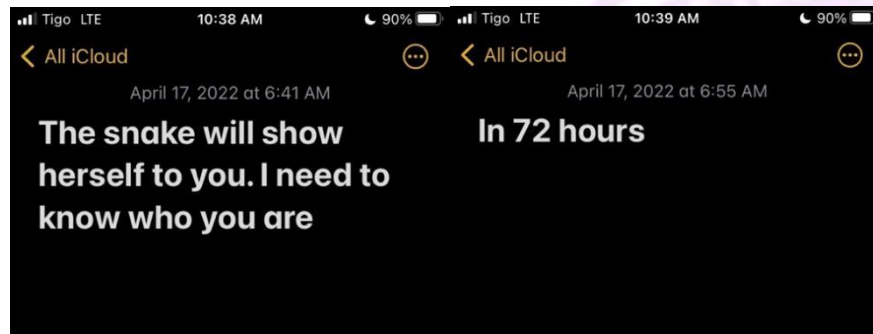 Tigo LTE 10:38 AM 90%
All iCloud
April 17, 2022 at 6:41 AM
The snake will show
herself to you. I need to
know who you are
Tigo LTE 10:39 AM 90%
All iCloud
April 17, 2022 at 6:55 AM
In 72 hours